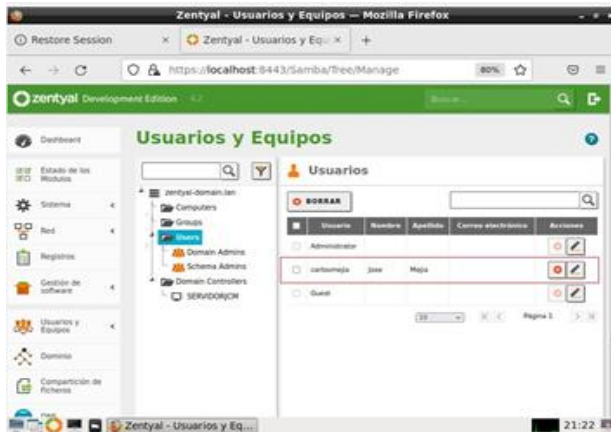 Zentyal - Usuarios y Equipos — Mozilla Firefox
Restore Session
Zentyal - Usuarios y Equ
https://localhost:8443/Samba/Tree/Manage
80%
zentyal Development Edition
Usuarios y Equipos
Dashboard
Estado de los Módulos
Sistema
Red
Registros
Gestión de software
Usuarios y Equipos
Dominio
Compartición de ficheros
zentyal-domain.lan
Computers
Groups
Users
Domain Admins
Schema Admins
Domain Controllers
SERVIDORJCM
Usuarios
BORRAR
Usuario Nombre Apellido Correo electrónico Acciones
Administrator
carlosmejia Jose Mejia
Guest
10
Página 1
Zentyal - Usuarios y Eq...
21:22